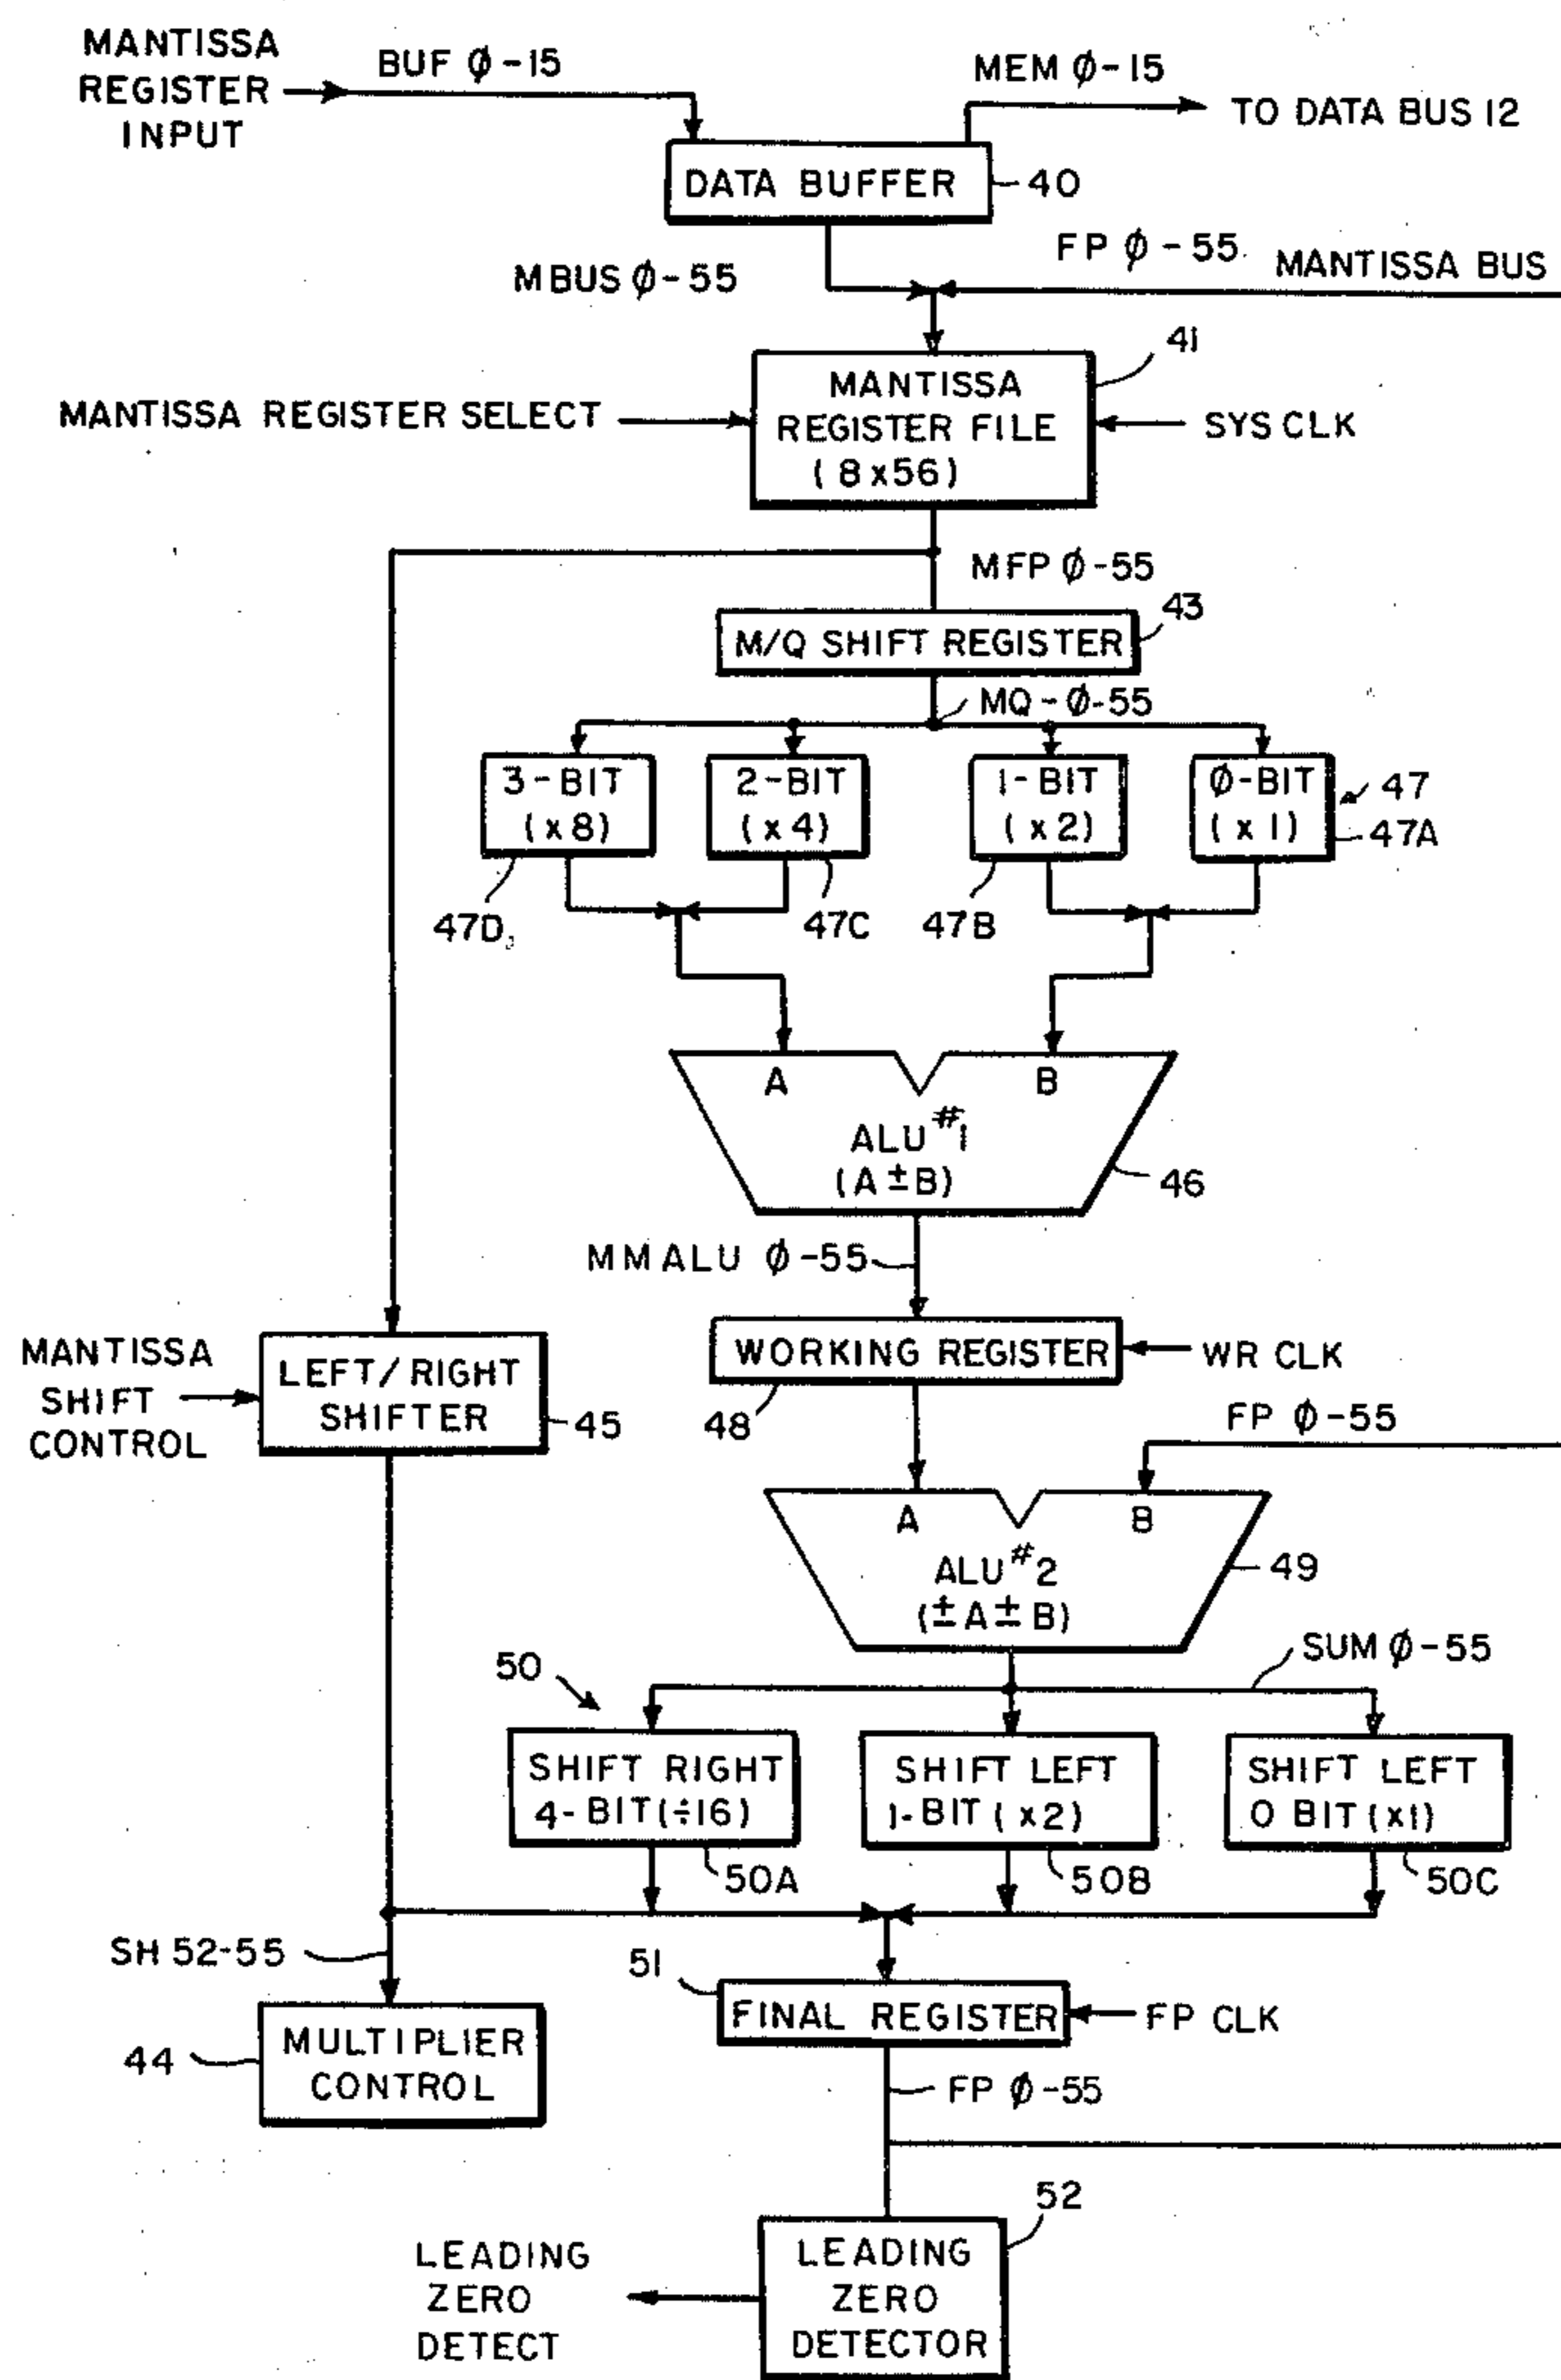 MANTISSA
REGISTER
INPUT
BUF Ø-15
MEM Ø-15
TO DATA BUS 12
DATA BUFFER
40
MBUS Ø-55
FP Ø-55
MANTISSA BUS
41
MANTISSA
REGISTER FILE
(8x56)
MANTISSA REGISTER SELECT
SYS CLK
MFP Ø-55
43
M/Q SHIFT REGISTER
MQ-Ø-55
3-BIT
(x8)
2-BIT
(x4)
1-BIT
(x2)
Ø-BIT
(x1)
47
47A
47D
47C
47B
A
B
ALU #1
(A±B)
46
MMALU Ø-55
WORKING REGISTER
WR CLK
48
MANTISSA
SHIFT
CONTROL
LEFT/RIGHT
SHIFTER
45
FP Ø-55
A
B
ALU #2
(±A±B)
49
SUM Ø-55
50
SHIFT RIGHT
4-BIT(÷16)
SHIFT LEFT
1-BIT (x2)
SHIFT LEFT
0 BIT (x1)
50A
50B
50C
SH 52-55
51
FINAL REGISTER
FP CLK
44
MULTIPLIER
CONTROL
FP Ø-55
52
LEADING
ZERO
DETECTOR
LEADING
ZERO
DETECT